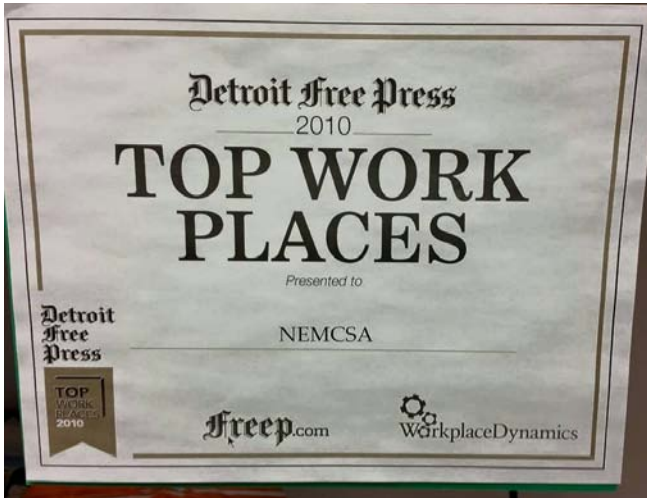 Detroit Free Press
2010
TOP WORK
PLACES
Presented to
NEMCSA
Detroit
Free
Press
TOP
WORK
PLACES
2010
Freep.com
WorkplaceDynamics